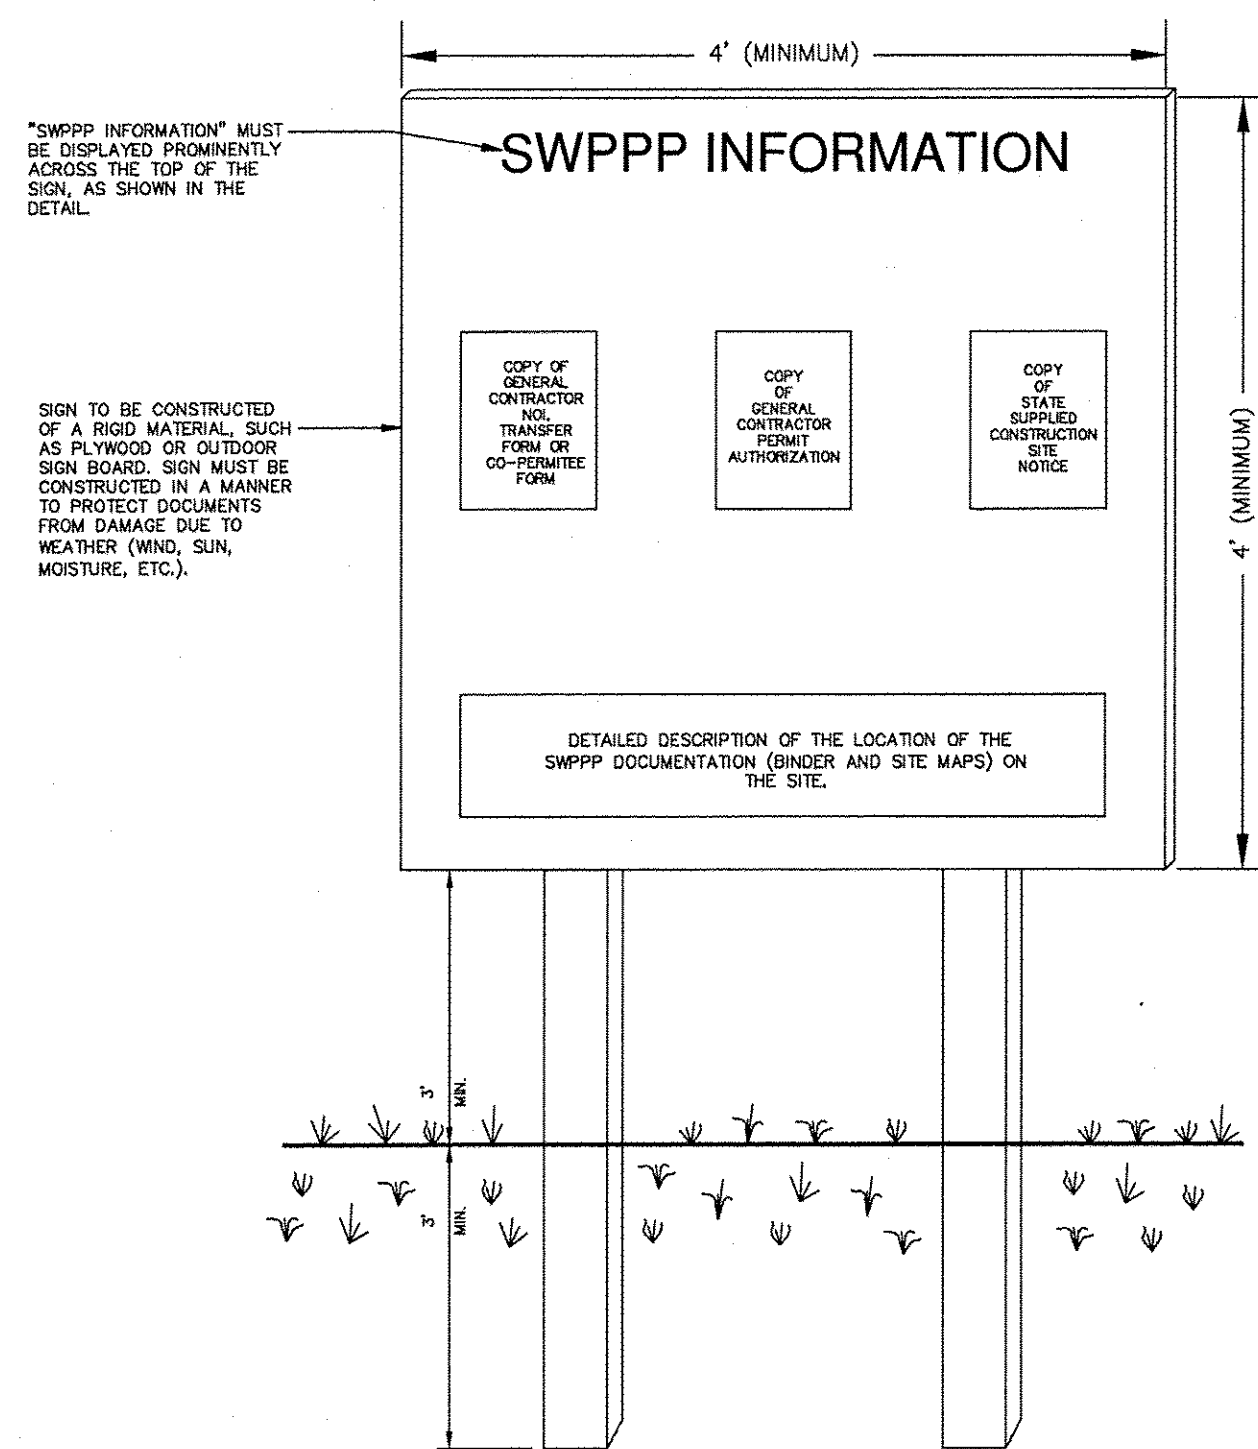 4' (MINIMUM)
"SWPPP INFORMATION" MUST
BE DISPLAYED PROMINENTLY
ACROSS THE TOP OF THE
SIGN, AS SHOWN IN THE
DETAIL
SWPPP INFORMATION
COPY OF
GENERAL
CONTRACTOR
NOI,
TRANSFER
FORM OR
CO-PERMITEE
FORM
COPY
OF
GENERAL
CONTRACTOR
PERMIT
AUTHORIZATION
COPY
OF
STATE
SUPPLIED
CONSTRUCTION
SITE
NOTICE
4' (MINIMUM)
SIGN TO BE CONSTRUCTED
OF A RIGID MATERIAL, SUCH
AS PLYWOOD OR OUTDOOR
SIGN BOARD. SIGN MUST BE
CONSTRUCTED IN A MANNER
TO PROTECT DOCUMENTS
FROM DAMAGE DUE TO
WEATHER (WIND, SUN,
MOISTURE, ETC.).
DETAILED DESCRIPTION OF THE LOCATION OF THE
SWPPP DOCUMENTATION (BINDER AND SITE MAPS) ON
THE SITE.
3'
MIN.
3'
MIN.